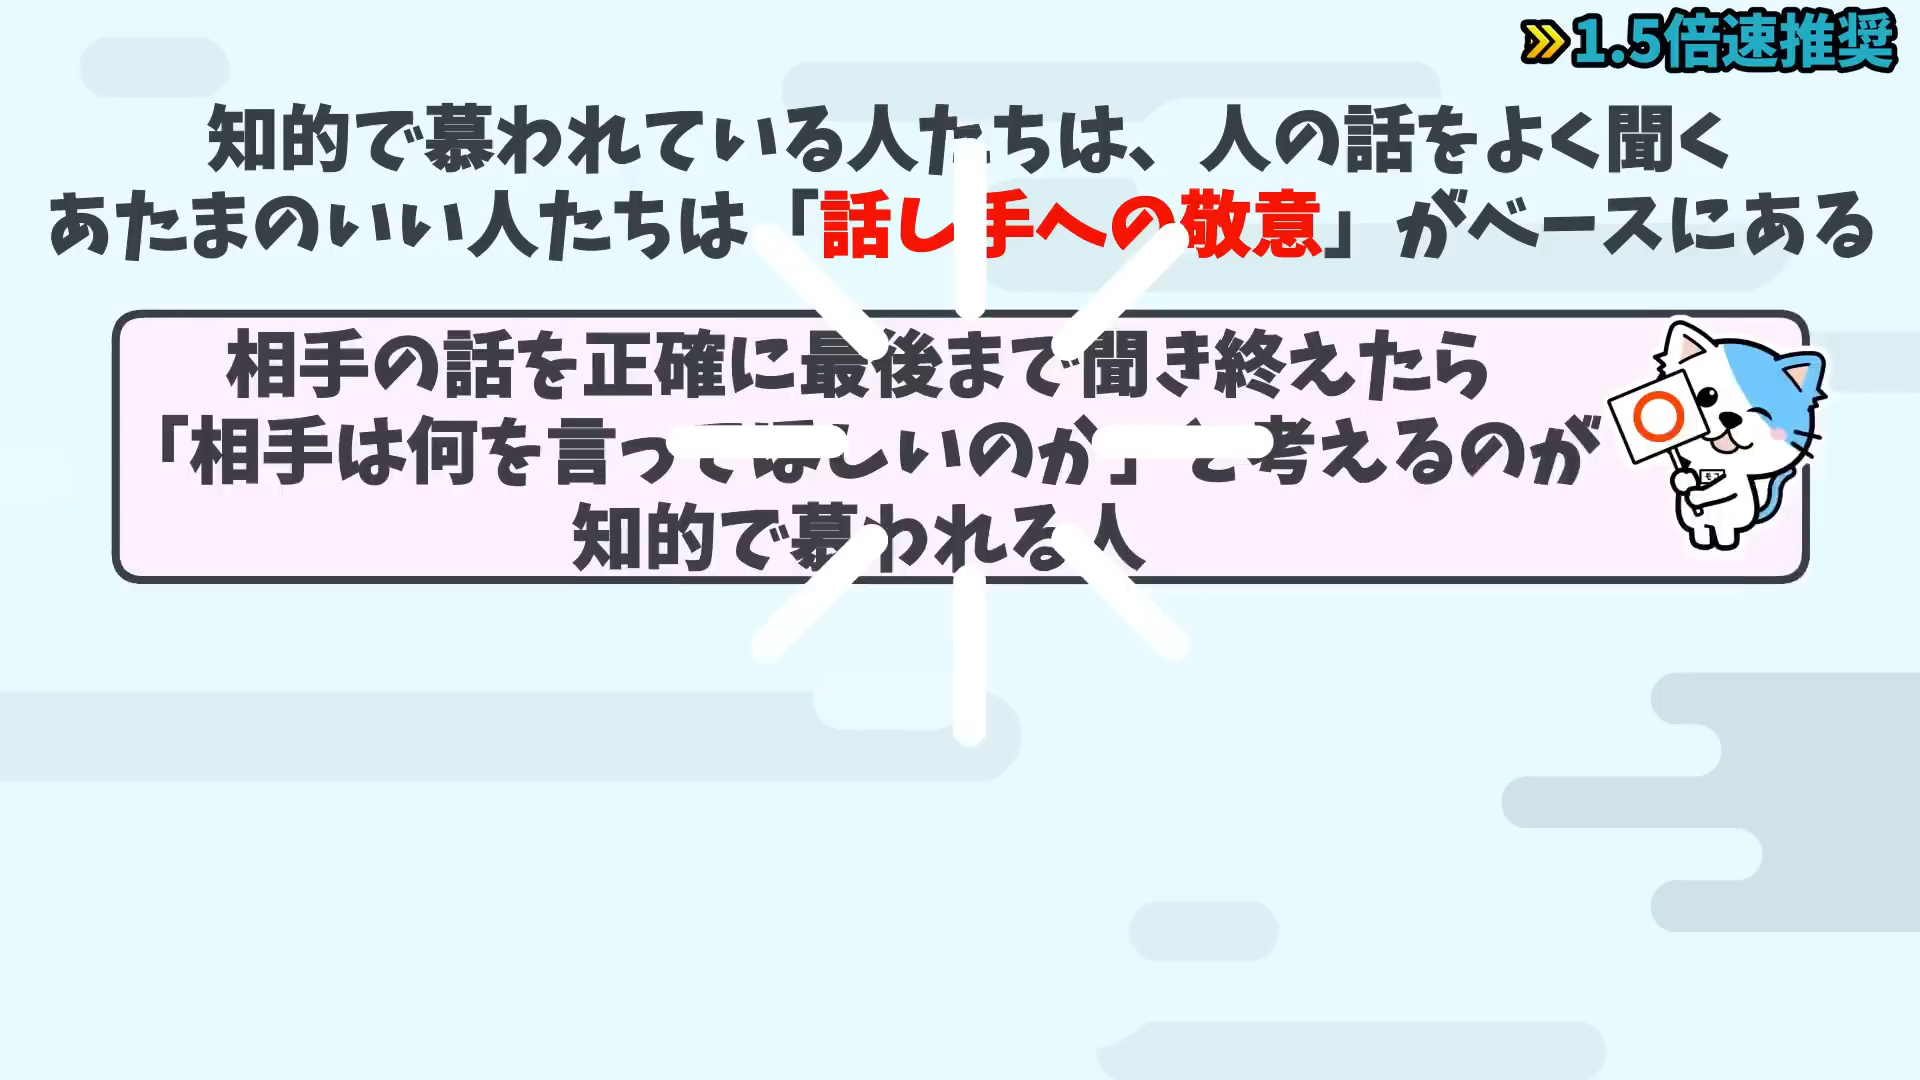 1.5倍速推奨
知的で慕われている人たちは、人の話をよく聞く
あたまのいい人たちは「話し手への敬意」がベースにある
相手の話を正確に最後まで聞き終えたら
「相手は何を言ってほしいのか」と考えるのが
知的で慕われる人